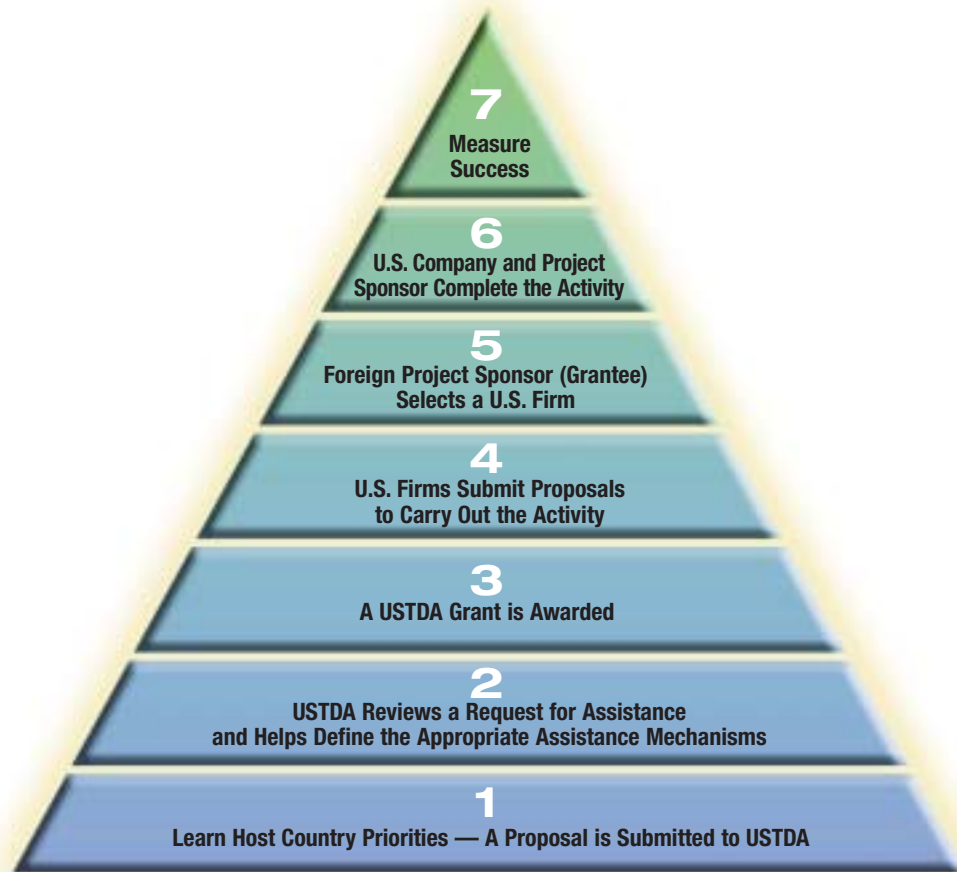 7
Measure
Success
6
U.S. Company and Project
Sponsor Complete the Activity
5
Foreign Project Sponsor (Grantee)
Selects a U.S. Firm
4
U.S. Firms Submit Proposals
to Carry Out the Activity
3
A USTDA Grant is Awarded
2
USTDA Reviews a Request for Assistance
and Helps Define the Appropriate Assistance Mechanisms
1
Learn Host Country Priorities — A Proposal is Submitted to USTDA